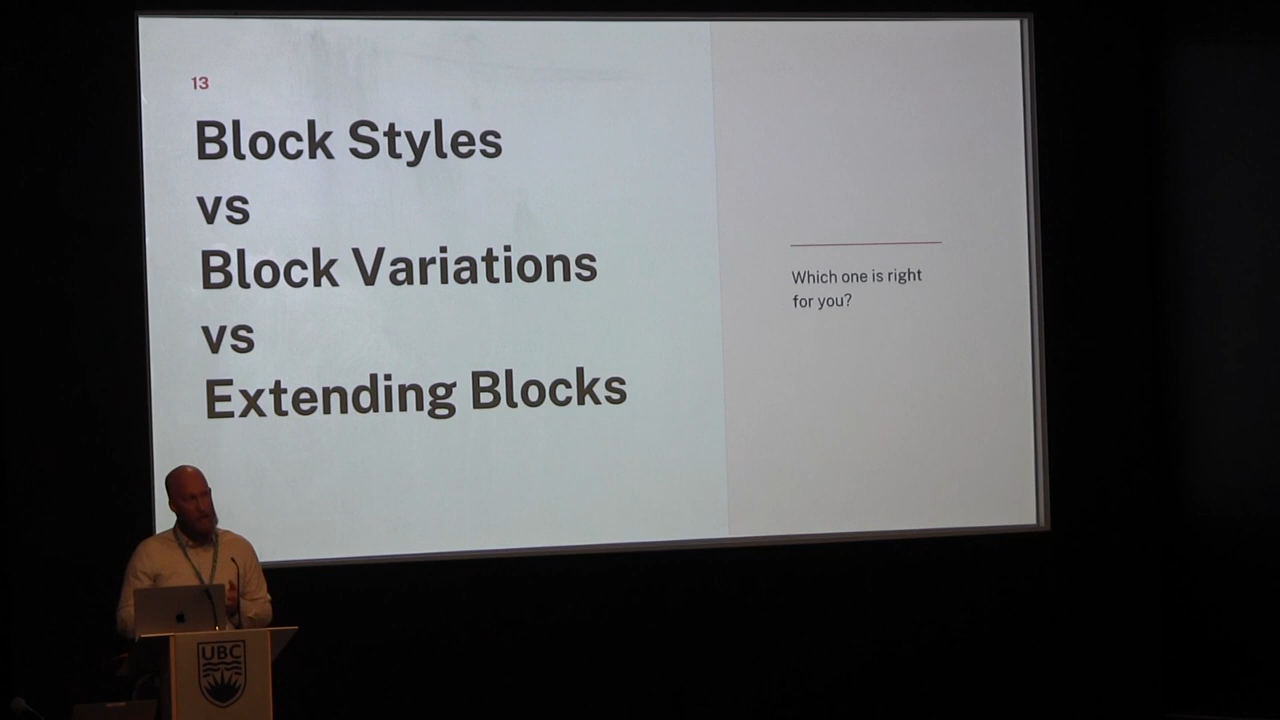 13
Block Styles
vs
Block Variations
vs
Extending Blocks
Which one is right
for you?
UBC